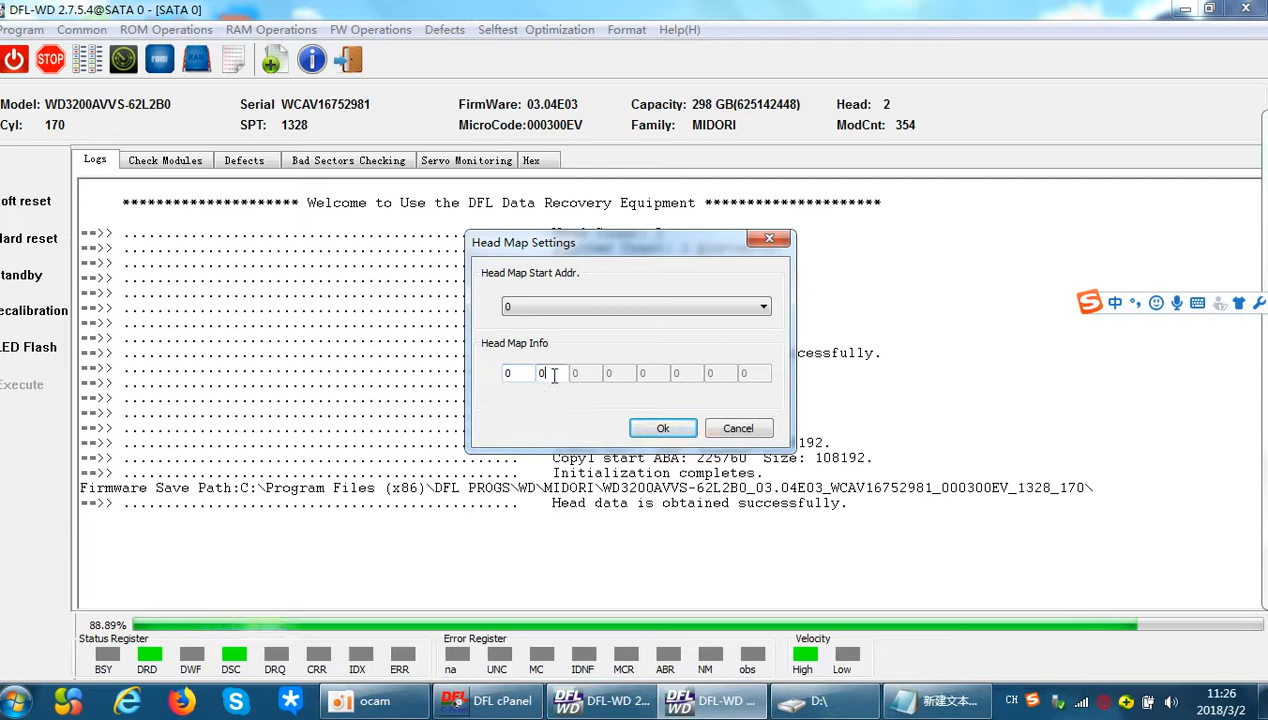 DFL-WD 2.7.5.4@SATA 0 - [SATA 0]
Program Common ROM Operations RAM Operations FW Operations Defects Selftest Optimization Format Help(H)
STOP rom
Model: WD3200AVVS-62L2B0 Serial WCAV16752981 FirmWare: 03.04E03 Capacity: 298 GB(625142448) Head: 2
Cyl: 170 SPT: 1328 MicroCode:000300EV Family: MIDORI ModCnt: 354
Logs Check Modules Defects Bad Sectors Checking Servo Monitoring Hex
oft reset
ard reset
tandby
ecalibration
ED Flash
Execute
******************** Welcome to Use the DFL Data Recovery Equipment ********************
Head Map Settings
Head Map Start Addr.
0
Head Map Info
0 0 0 0 0 0 0 0
Ok Cancel
cessfully.
192.
Copy1 start ABA: 225760 Size: 108192.
Initialization completes.
Firmware Save Path:C:\Program Files (x86)\DFL PROGS\WD\MIDORI\WD3200AVVS-62L2B0_03.04E03_WCAV16752981_000300EV_1328_170\
==>> .............................................. Head data is obtained successfully.
中
88.89%
Status Register Error Register Velocity
BSY DRD DWF DSC DRQ CRR IDX ERR na UNC MC IDNF MCR ABR NM obs High Low
ocam DFL cPanel DFL-WD 2... DFL-WD ... D:\ 新建文本... CH 11:26
2018/3/2